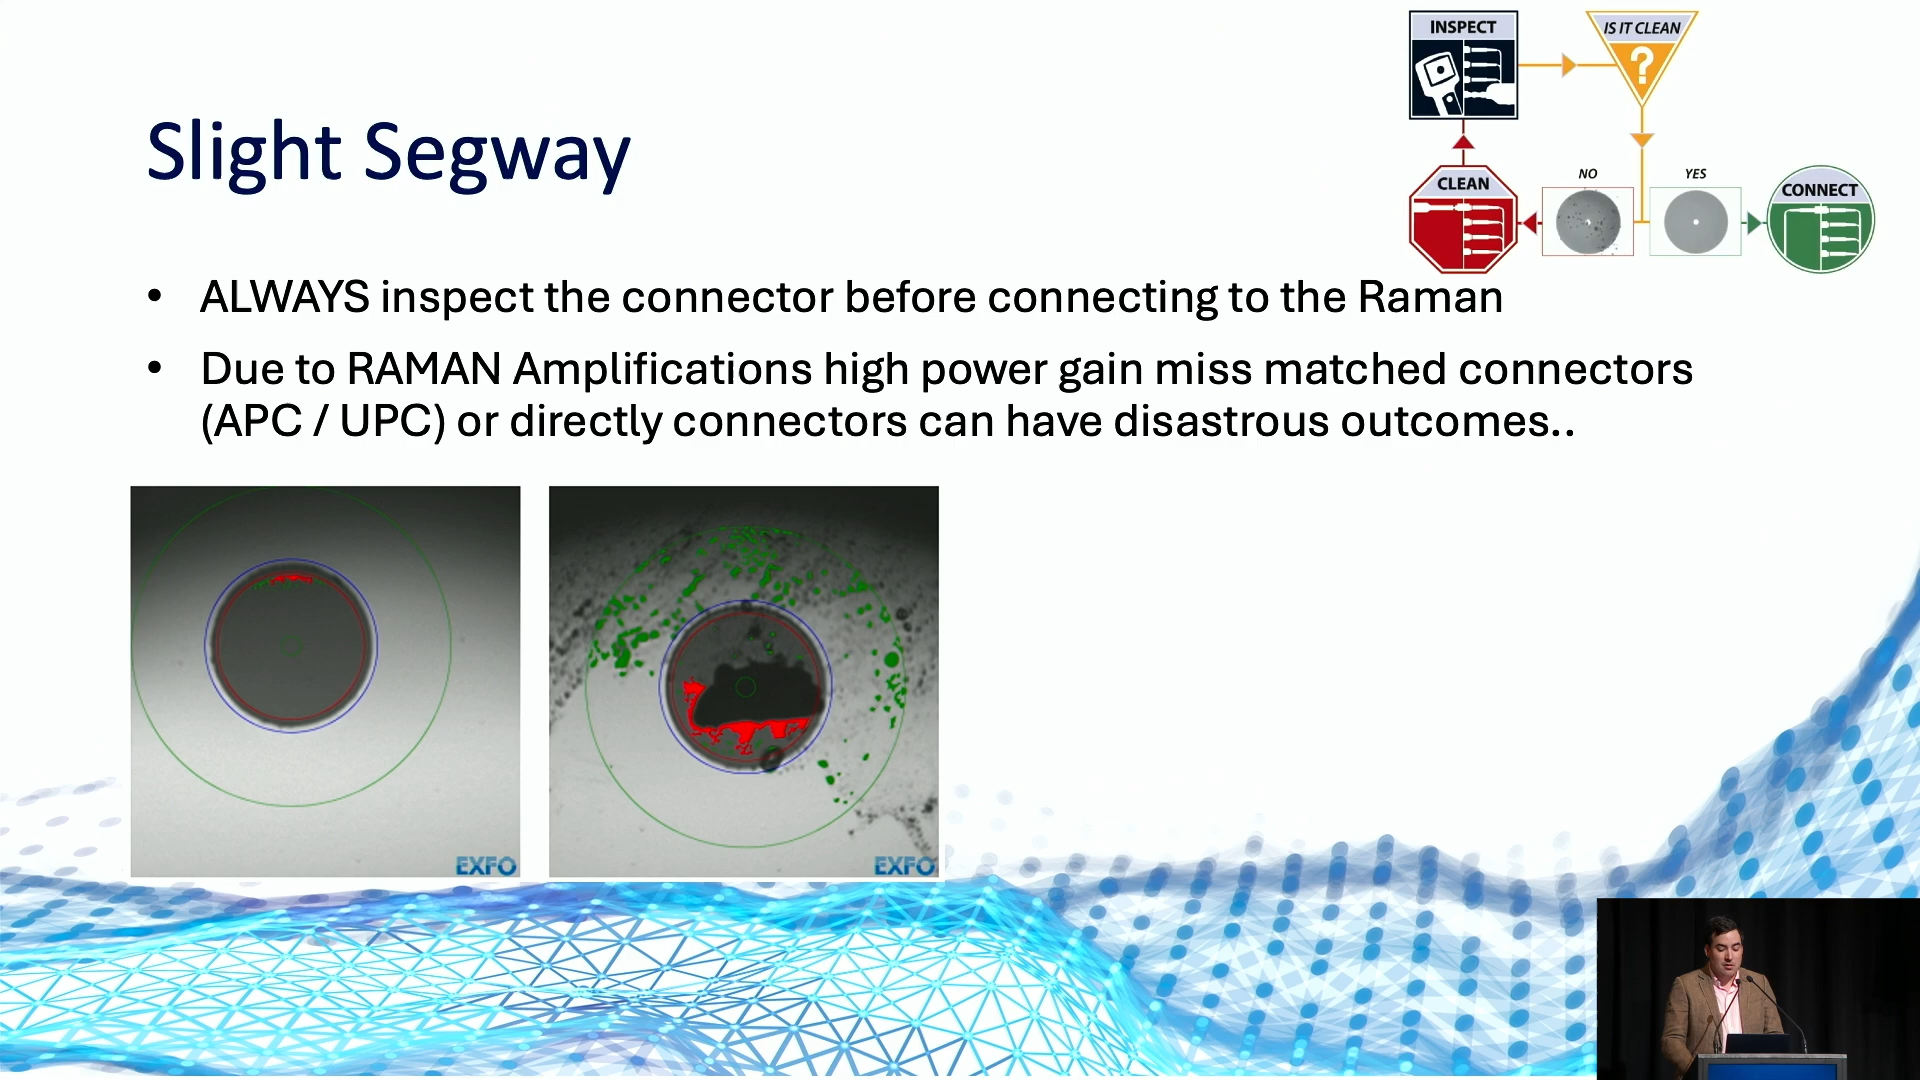 INSPECT
IS IT CLEAN
?
Slight Segway
NO
YES
CLEAN
CONNECT
• ALWAYS inspect the connector before connecting to the Raman
• Due to RAMAN Amplifications high power gain miss matched connectors
(APC / UPC) or directly connectors can have disastrous outcomes..
EXFO
EXFO